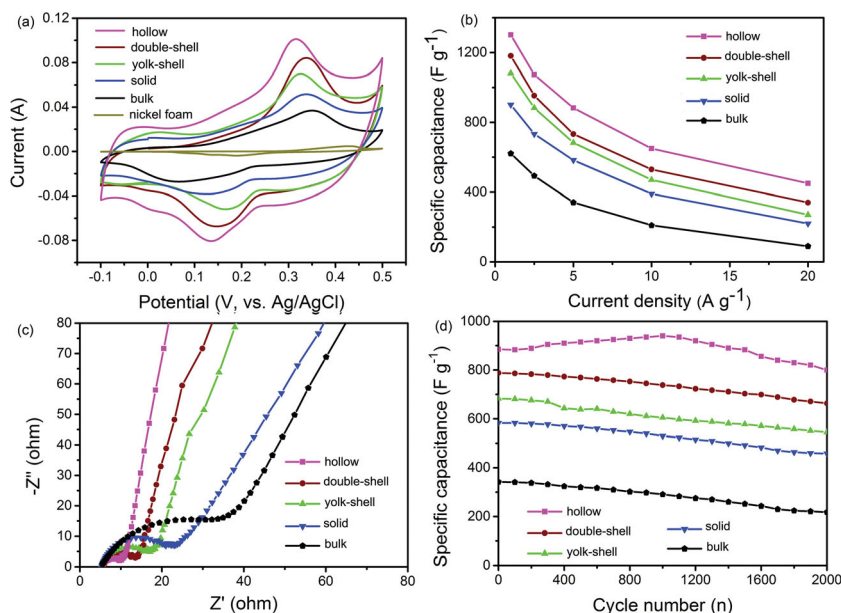 (a)
hollow
double-shell
yolk-shell
solid
bulk
nickel foam
Current (A)
0.12
0.08
0.04
0.00
-0.04
-0.08
-0.1 0.0 0.1 0.2 0.3 0.4 0.5
Potential (V, vs. Ag/AgCl)
(b)
hollow
double-shell
yolk-shell
solid
bulk
Specific capacitance (F g⁻¹)
1200
800
400
0
0 5 10 15 20
Current density (A g⁻¹)
(c)
-Z'' (ohm)
80
70
60
50
40
30
20
10
0
hollow
double-shell
yolk-shell
solid
bulk
0 20 40 60 80
Z' (ohm)
(d)
Specific capacitance (F g⁻¹)
1000
800
600
400
200
0
hollow
double-shell
yolk-shell
solid
bulk
0 400 800 1200 1600 2000
Cycle number (n)